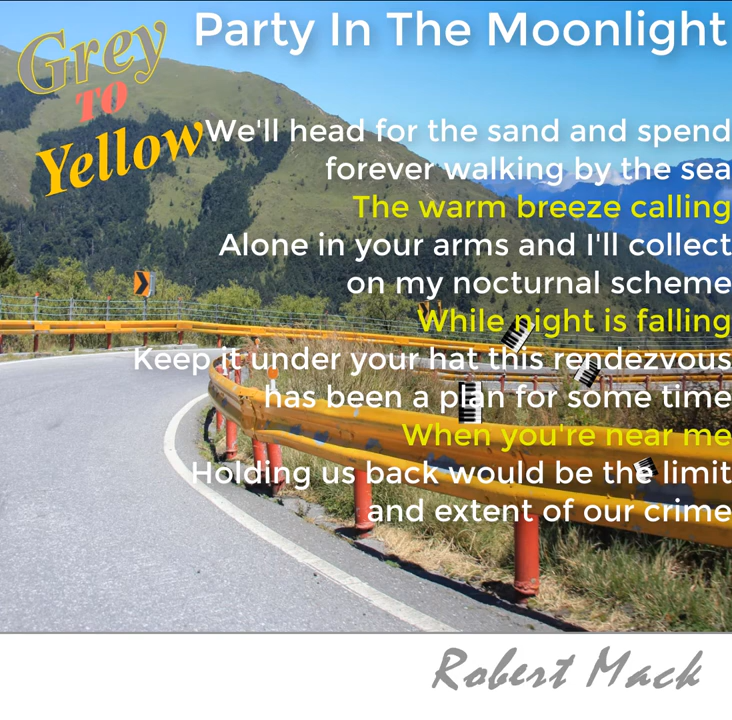 Grey
TO
Yellow
Party In The Moonlight
We'll head for the sand and spend
forever walking by the sea
The warm breeze calling
Alone in your arms and I'll collect
on my nocturnal scheme
While night is falling
Keep it under your hat this rendezvous
has been a plan for some time
When you're near me
Holding us back would be the limit
and extent of our crime
Robert Mack